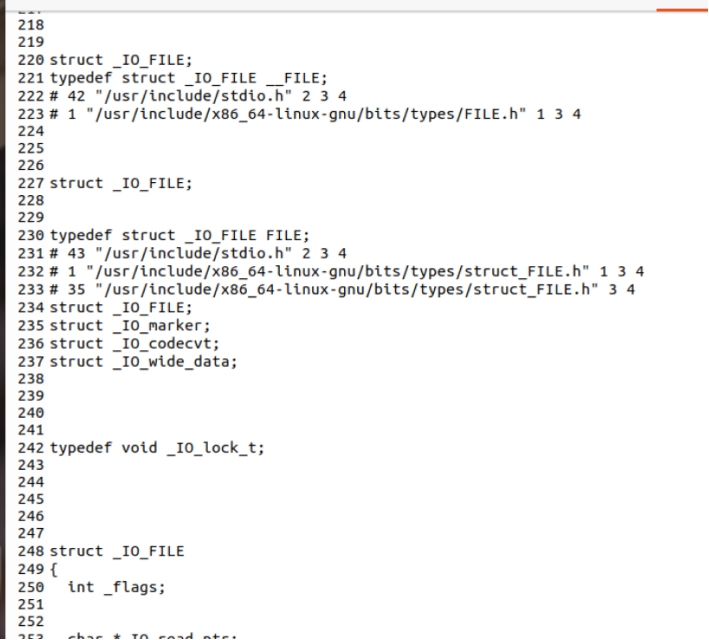 218
219
220 struct _IO_FILE;
221 typedef struct _IO_FILE __FILE;
222 # 42 "/usr/include/stdio.h" 2 3 4
223 # 1 "/usr/include/x86_64-linux-gnu/bits/types/FILE.h" 1 3 4
224
225
226
227 struct _IO_FILE;
228
229
230 typedef struct _IO_FILE FILE;
231 # 43 "/usr/include/stdio.h" 2 3 4
232 # 1 "/usr/include/x86_64-linux-gnu/bits/types/struct_FILE.h" 1 3 4
233 # 35 "/usr/include/x86_64-linux-gnu/bits/types/struct_FILE.h" 3 4
234 struct _IO_FILE;
235 struct _IO_marker;
236 struct _IO_codecvt;
237 struct _IO_wide_data;
238
239
240
241
242 typedef void _IO_lock_t;
243
244
245
246
247
248 struct _IO_FILE
249 {
250   int _flags;
251
252
253   char *_IO_read_ptr;